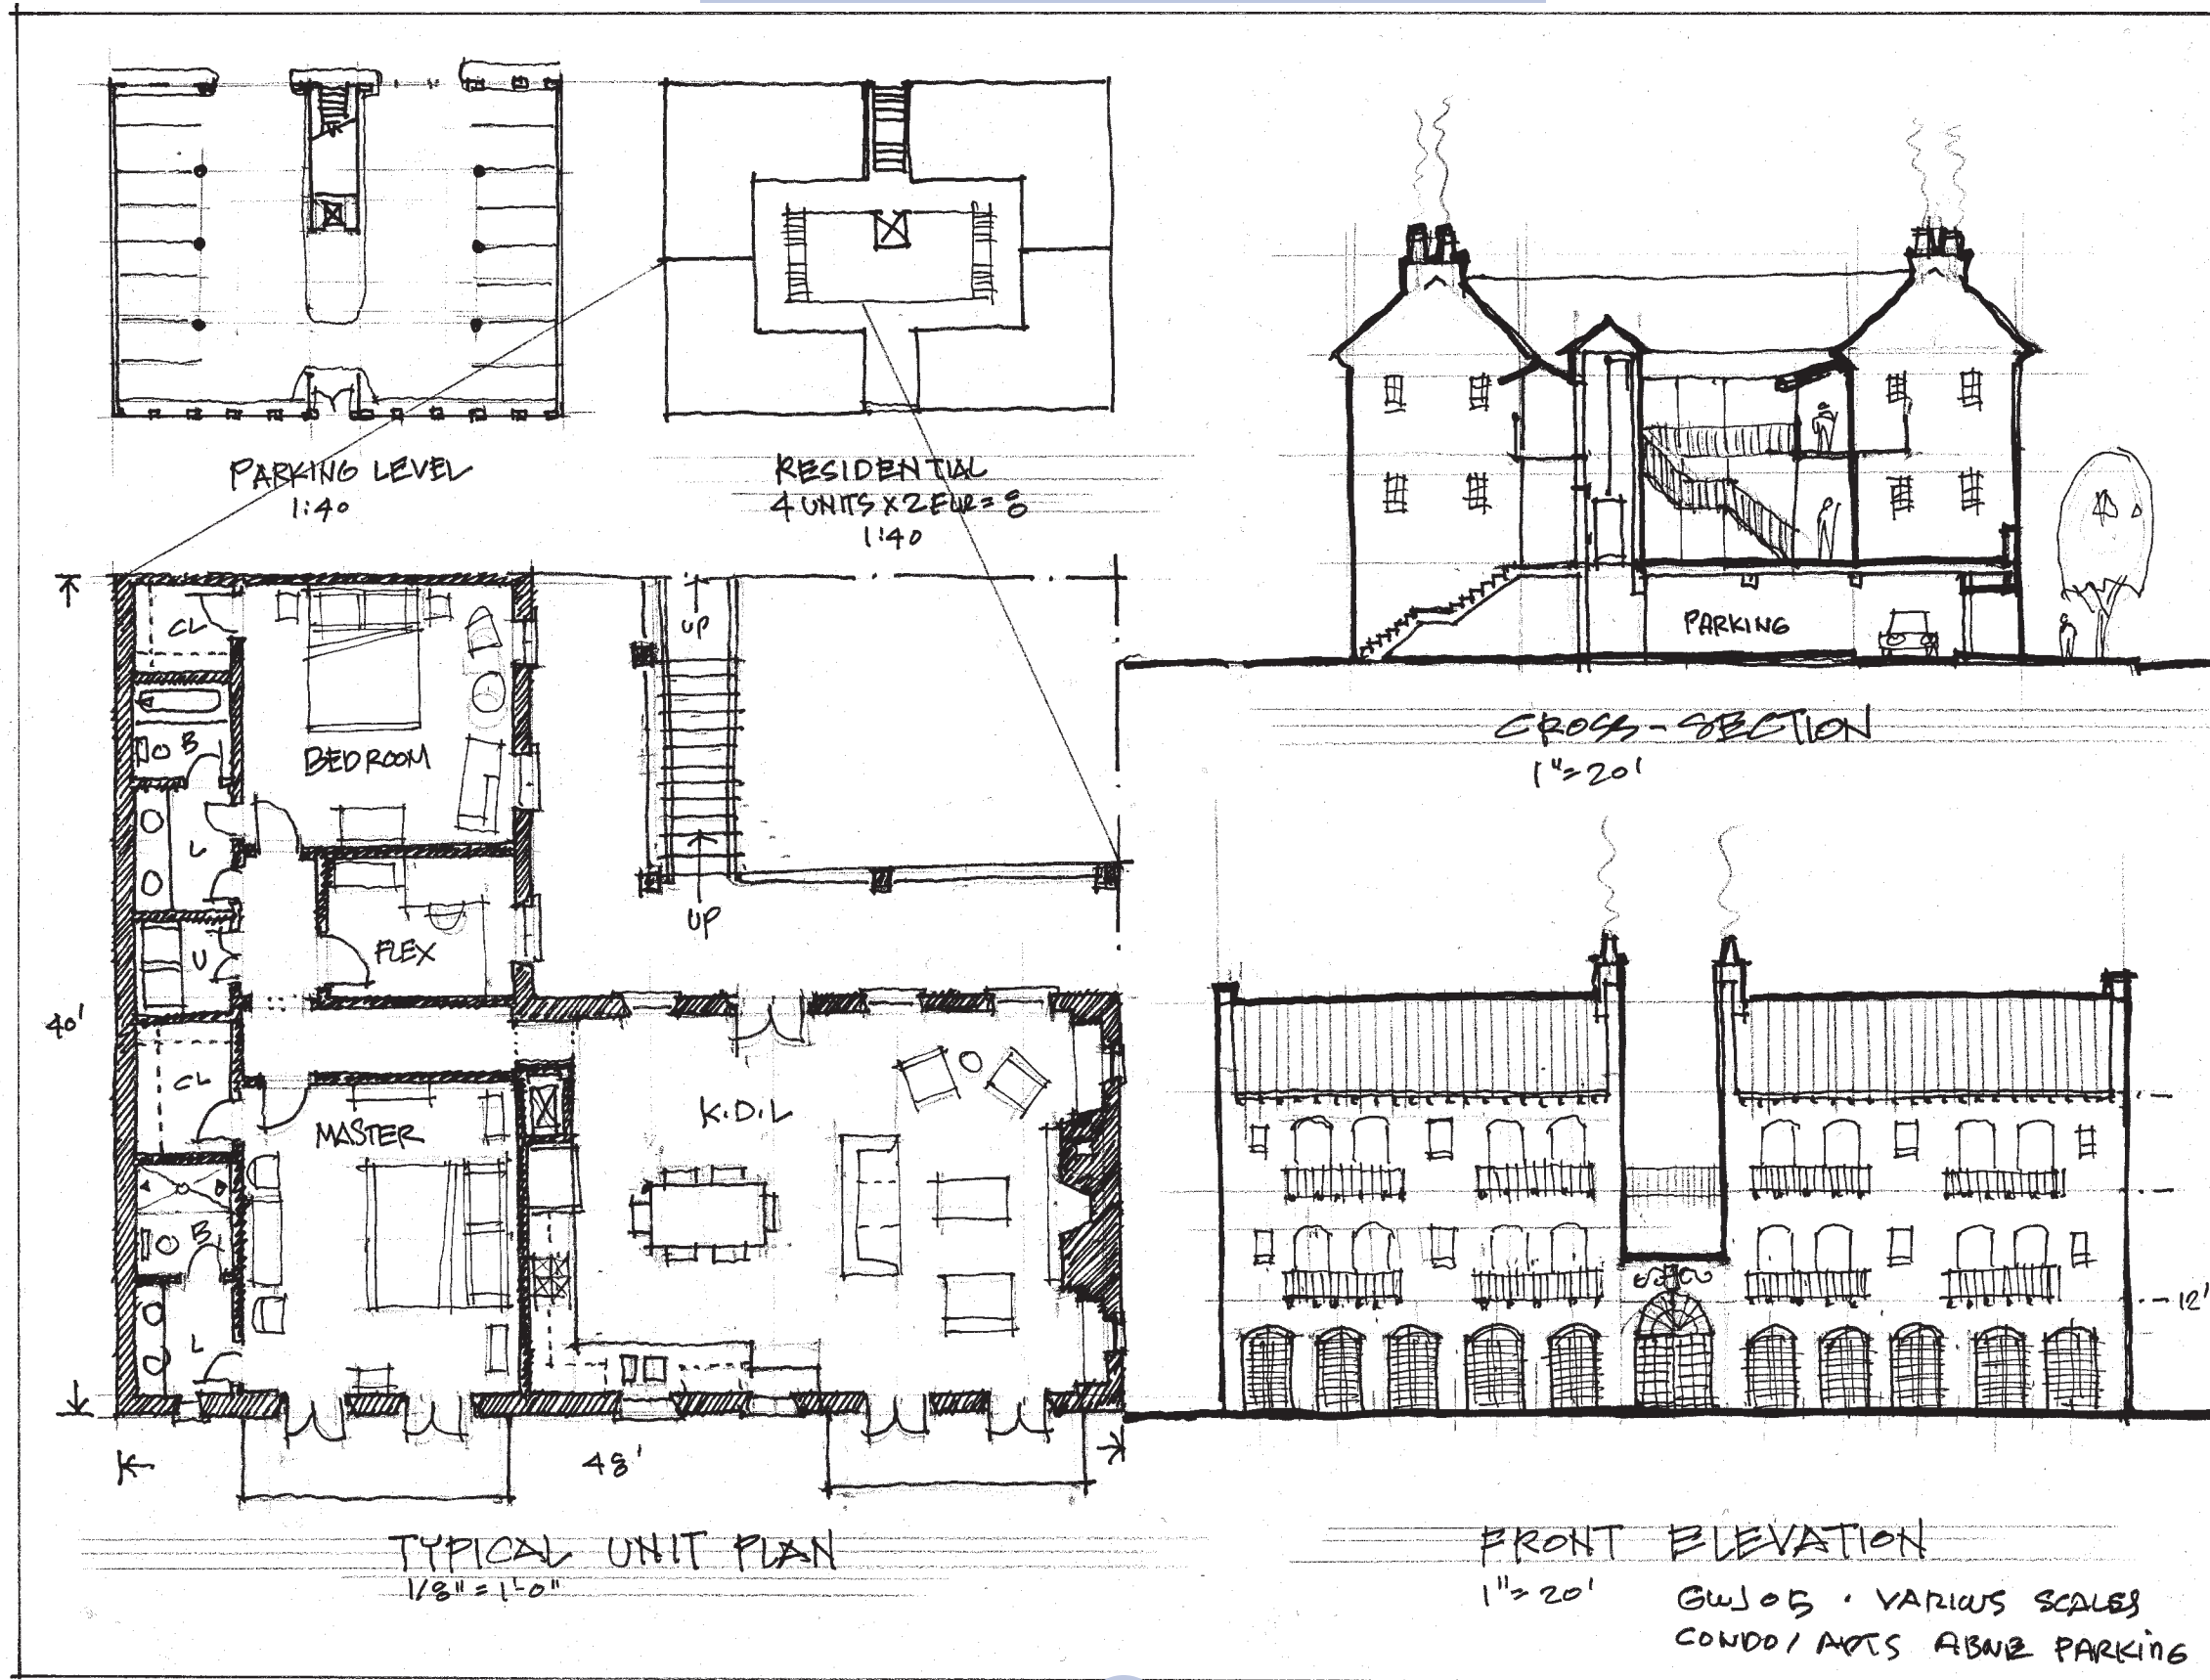 PARKING LEVEL
1:40
RESIDENTIAL
4 UNITS X 2 FLR = 8
1:40
PARKING
CROSS-SECTION
1"=20'
UP
UP
CL
B
BEDROOM
L
FLEX
U
40'
CL
MASTER
K.D.L
B
L
48'
12'
TYPICAL UNIT PLAN
1/8" = 1'-0"
FRONT ELEVATION
1"=20'
GWJ 05 · VARIOUS SCALES
CONDO/APTS ABOVE PARKING